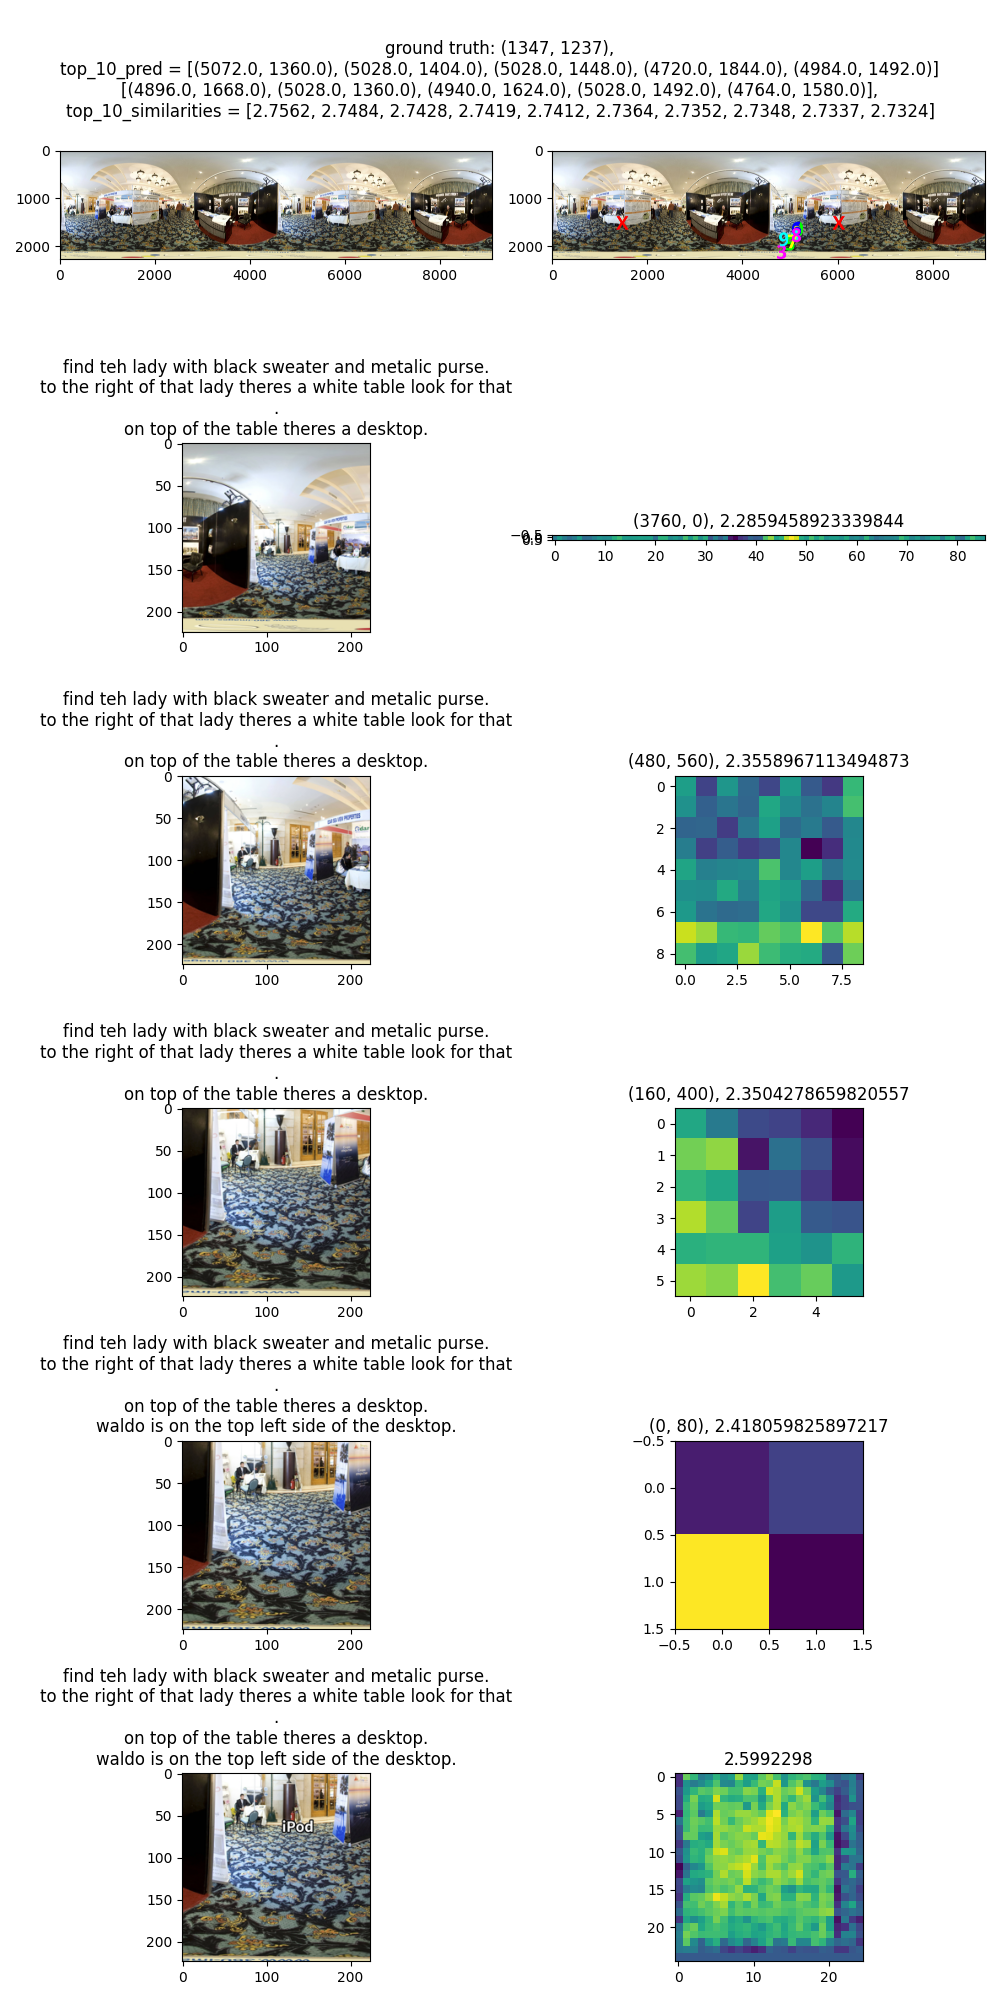 ground truth: (1347, 1237),
top_10_pred = [(5072.0, 1360.0), (5028.0, 1404.0), (5028.0, 1448.0), (4720.0, 1844.0), (4984.0, 1492.0)]
[(4896.0, 1668.0), (5028.0, 1360.0), (4940.0, 1624.0), (5028.0, 1492.0), (4764.0, 1580.0)],
top_10_similarities = [2.7562, 2.7484, 2.7428, 2.7419, 2.7412, 2.7364, 2.7352, 2.7348, 2.7337, 2.7324]
0
1000
2000
0 2000 4000 6000 8000
0
1000
2000
X X
9
8
3
0 2000 4000 6000 8000
find teh lady with black sweater and metalic purse.
to the right of that lady theres a white table look for that
.
on top of the table theres a desktop.
0
50
100
150
200
0 100 200
(3760, 0), 2.2859458923339844
0 10 20 30 40 50 60 70 80
find teh lady with black sweater and metalic purse.
to the right of that lady theres a white table look for that
.
on top of the table theres a desktop.
0
50
100
150
200
0 100 200
(480, 560), 2.3558967113494873
0
2
4
6
8
0.0 2.5 5.0 7.5
find teh lady with black sweater and metalic purse.
to the right of that lady theres a white table look for that
.
on top of the table theres a desktop.
0
50
100
150
200
0 100 200
(160, 400), 2.3504278659820557
0
1
2
3
4
5
0 2 4
find teh lady with black sweater and metalic purse.
to the right of that lady theres a white table look for that
.
on top of the table theres a desktop.
waldo is on the top left side of the desktop.
0
50
100
150
200
0 100 200
(0, 80), 2.418059825897217
−0.5
0.0
0.5
1.0
1.5
−0.5 0.0 0.5 1.0 1.5
find teh lady with black sweater and metalic purse.
to the right of that lady theres a white table look for that
.
on top of the table theres a desktop.
waldo is on the top left side of the desktop.
0
50
100
150
200
iPod
0 100 200
2.5992298
0
5
10
15
20
0 10 20